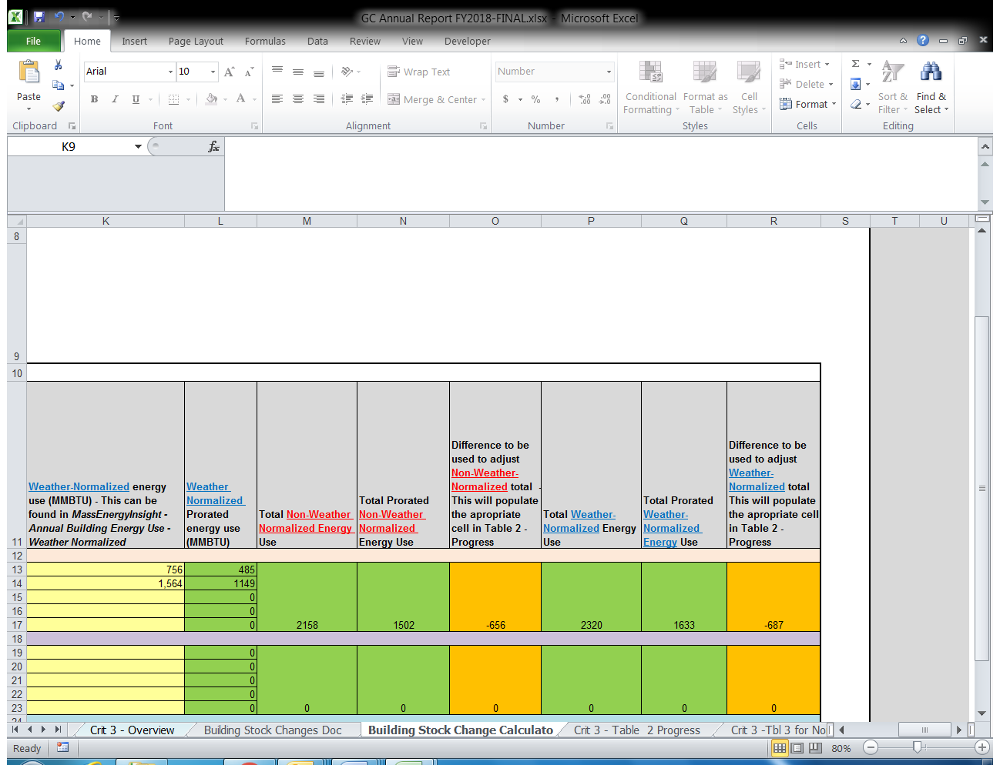 GC Annual Report FY2018-FINAL.xlsx - Microsoft Excel
File Home Insert Page Layout Formulas Data Review View Developer
Arial 10 Wrap Text Number Insert
Paste Conditional Format as Cell Delete Sort & Find &
B I U Merge & Center $ % , Formatting Table Styles Format Filter Select
Clipboard Font Alignment Number Styles Cells Editing
K9 fx
K L M N O P Q R S T U
8
9
10
Difference to be Difference to be
used to adjust used to adjust
Non-Weather- Weather-
Weather-Normalized energy Weather Normalized total - Normalized total
use (MMBTU) - This can be Normalized Total Prorated This will populate Total Prorated This will populate
found in MassEnergyInsight - Prorated Total Non-Weather Non-Weather the apropriate Total Weather- Weather- the apropriate cell
Annual Building Energy Use - energy use Normalized Energy Normalized cell in Table 2 - Normalized Energy Normalized in Table 2 -
11 Weather Normalized (MMBTU) Use Energy Use Progress Use Energy Use Progress
12
13 756 485
14 1,564 1149
15 0
16 0
17 0 2158 1502 -656 2320 1633 -687
18
19 0
20 0
21 0
22 0
23 0 0 0 0 0 0 0
24
Crit 3 - Overview Building Stock Changes Doc Building Stock Change Calculato Crit 3 - Table 2 Progress Crit 3 -Tbl 3 for No
Ready 80%